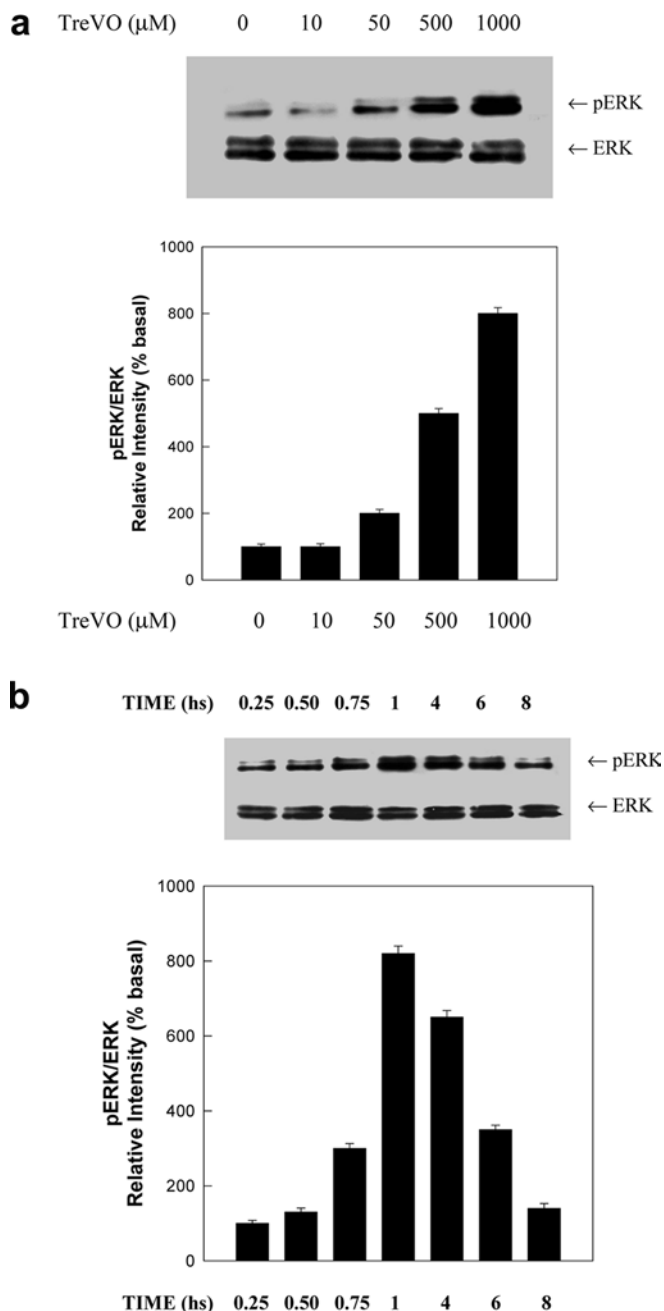 a
TreVO (μM) 0 10 50 500 1000
← pERK
← ERK
1000
800
600
400
200
0
pERK/ERK
Relative Intensity (% basal)
TreVO (μM) 0 10 50 500 1000
b
TIME (hs) 0.25 0.50 0.75 1 4 6 8
← pERK
← ERK
1000
800
600
400
200
0
pERK/ERK
Relative Intensity (% basal)
TIME (hs) 0.25 0.50 0.75 1 4 6 8